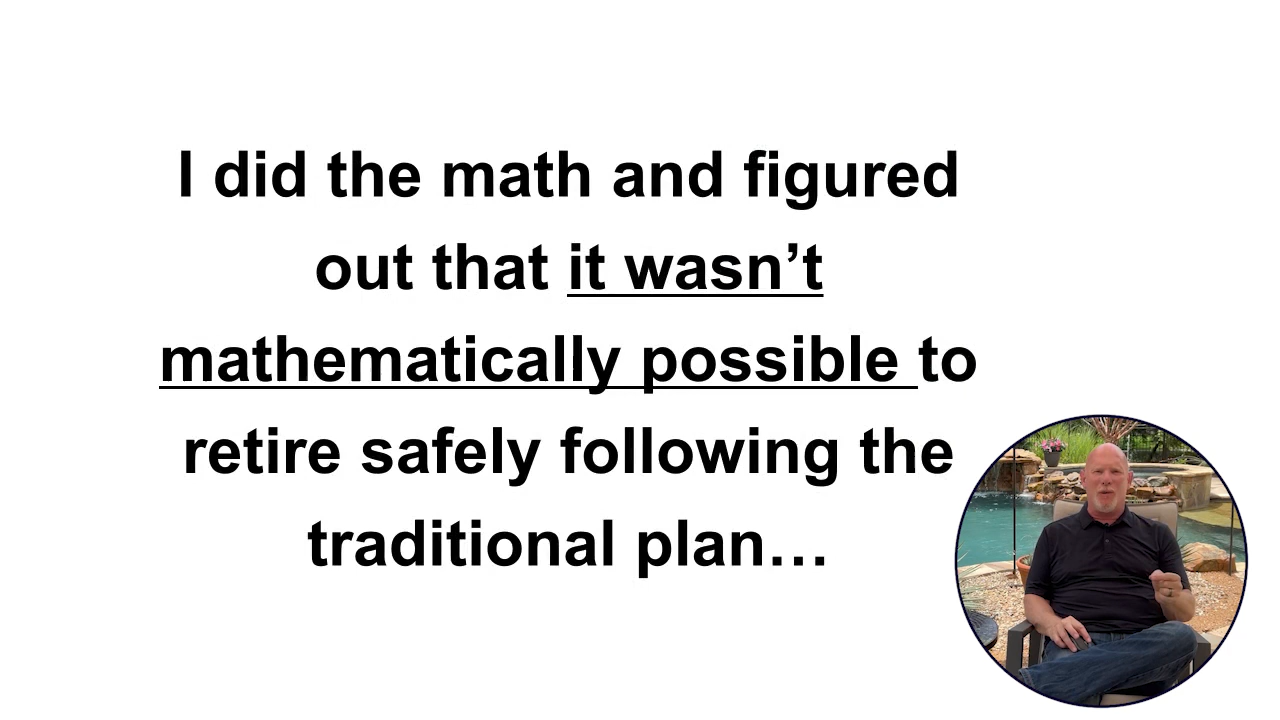 I did the math and figured
out that it wasn’t
mathematically possible to
retire safely following the
traditional plan…